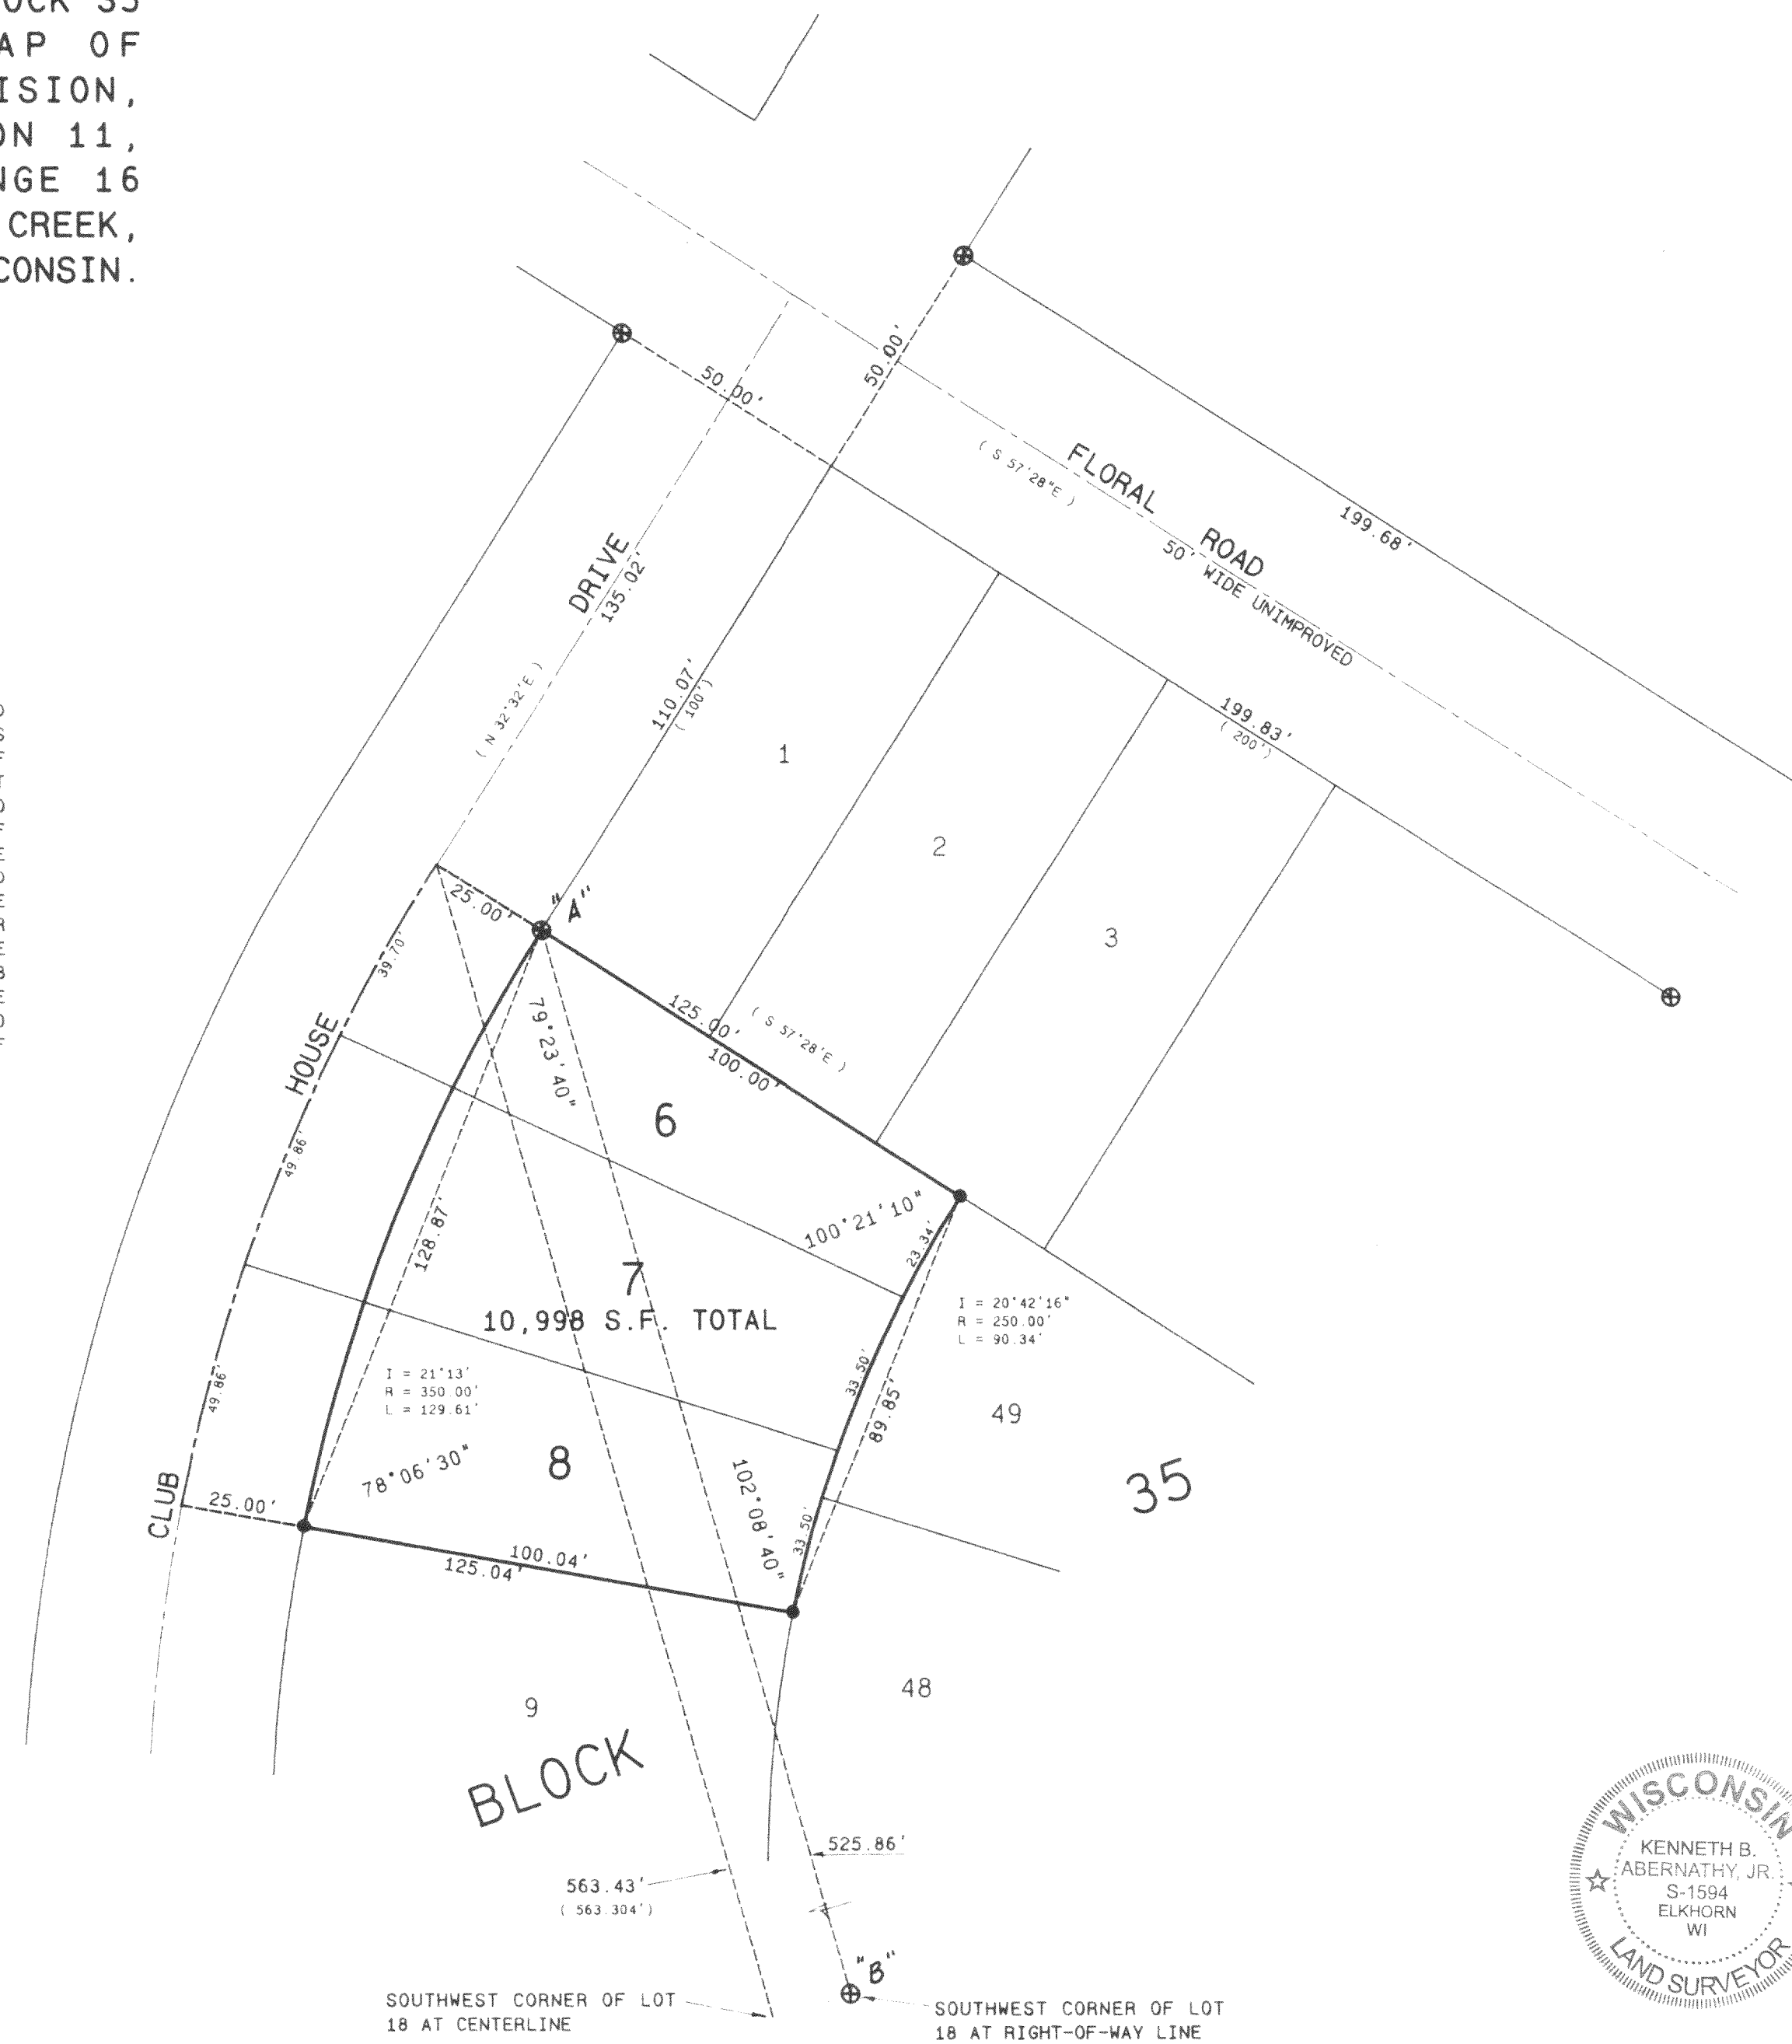 AP OF
ISION,
ON 11,
NGE 16
CREEK,
CONSIN.
50.00'
50.00'
( S 57'28"E )
FLORAL
ROAD
50' WIDE UNIMPROVED
199.68'
DRIVE
135.02'
( N 32°32'E )
110.07'
( 100')
1
2
3
199.83'
( 200')
25.00'
"A"
39.70'
125.00'
( S 57°28'E )
100.00'
79°23'40"
HOUSE
6
49.86'
128.87'
100°21'10"
23.34'
7
10,998 S.F. TOTAL
I = 20°42'16"
R = 250.00'
L = 90.34'
I = 21°13'
R = 350.00'
L = 129.61'
33.50'
89.85'
49
49.86'
78°06'30"
8
102°08'40"
35
CLUB
25.00'
33.50'
100.04'
125.04'
9
48
BLOCK
525.86'
563.43'
( 563.304')
"B"
SOUTHWEST CORNER OF LOT
18 AT CENTERLINE
SOUTHWEST CORNER OF LOT
18 AT RIGHT-OF-WAY LINE
WISCONSIN
KENNETH B.
ABERNATHY, JR.
S-1594
ELKHORN
WI
LAND SURVEYOR